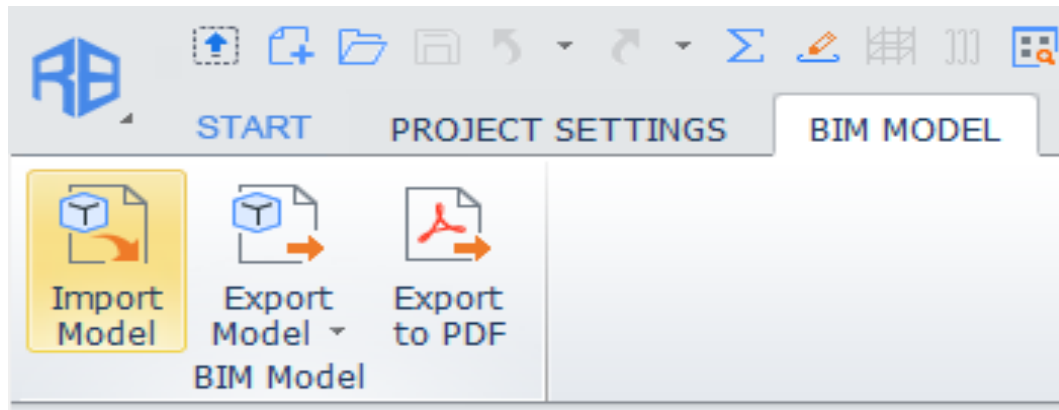 RB
START PROJECT SETTINGS BIM MODEL
Import Export Export
Model Model to PDF
BIM Model